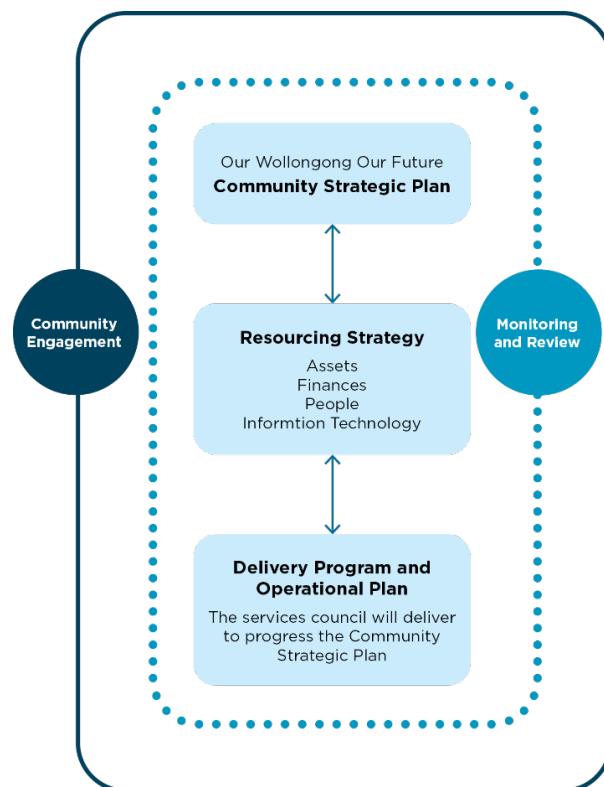 Our Wollongong Our Future
Community Strategic Plan
Community
Engagement
Resourcing Strategy
Assets
Finances
People
Informtion Technology
Monitoring
and Review
Delivery Program and
Operational Plan
The services council will deliver
to progress the Community
Strategic Plan